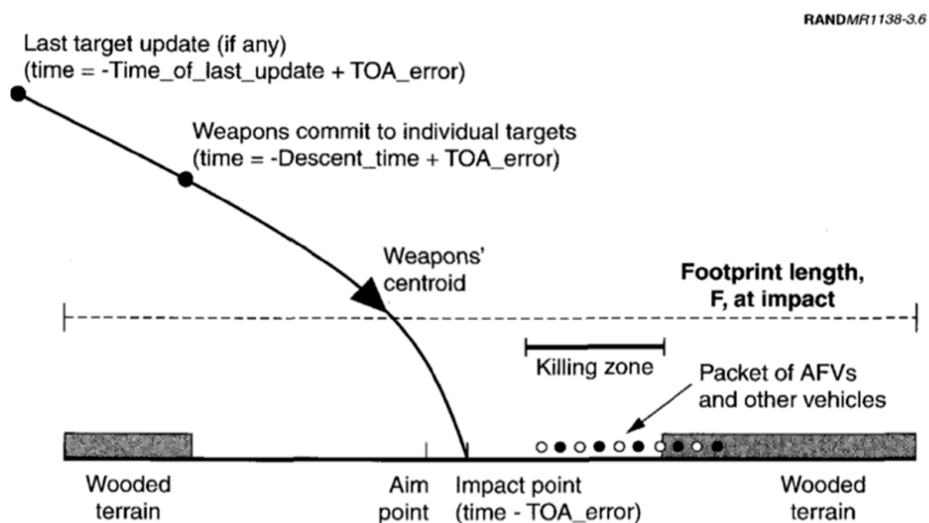 RANDMR1138-3.6
Last target update (if any)
(time = -Time_of_last_update + TOA_error)
Weapons commit to individual targets
(time = -Descent_time + TOA_error)
Weapons'
centroid
Footprint length,
F, at impact
Killing zone
Packet of AFVs
and other vehicles
Wooded
terrain
Aim
point
Impact point
(time - TOA_error)
Wooded
terrain